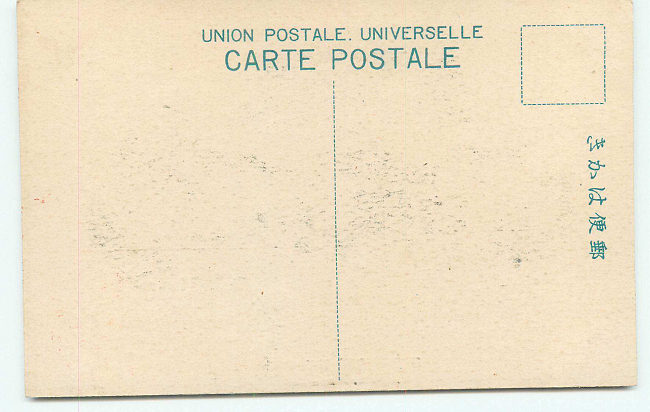 UNION POSTALE. UNIVERSELLE
CARTE POSTALE
郵便はかき